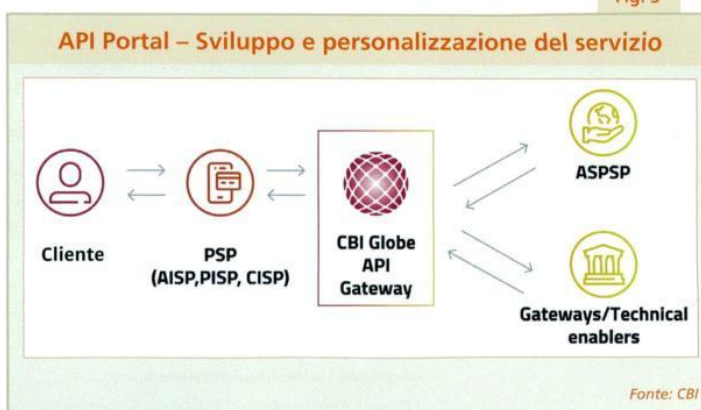 API Portal – Sviluppo e personalizzazione del servizio
Cliente
PSP
(AISP,PISP, CISP)
CBI Globe
API
Gateway
ASPSP
Gateways/Technical
enablers
Fonte: CBI